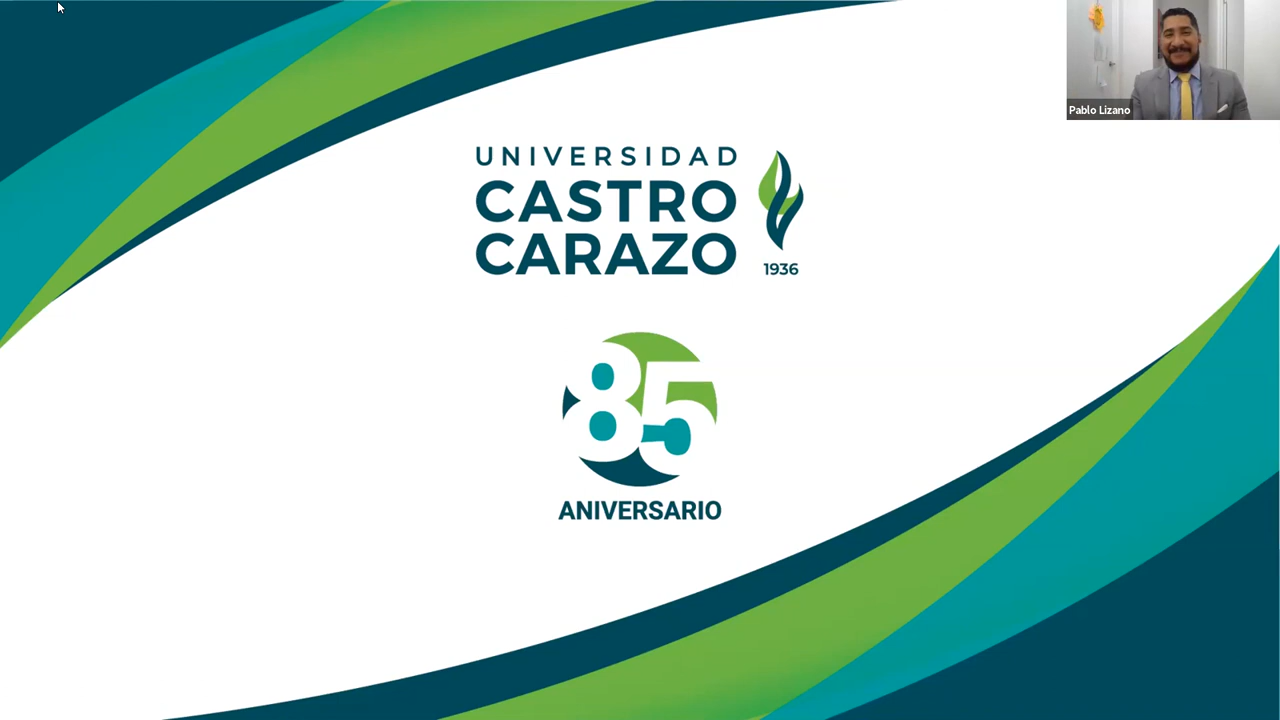 UNIVERSIDAD
CASTRO
CARAZO
1936
85
ANIVERSARIO
Pablo Lizano